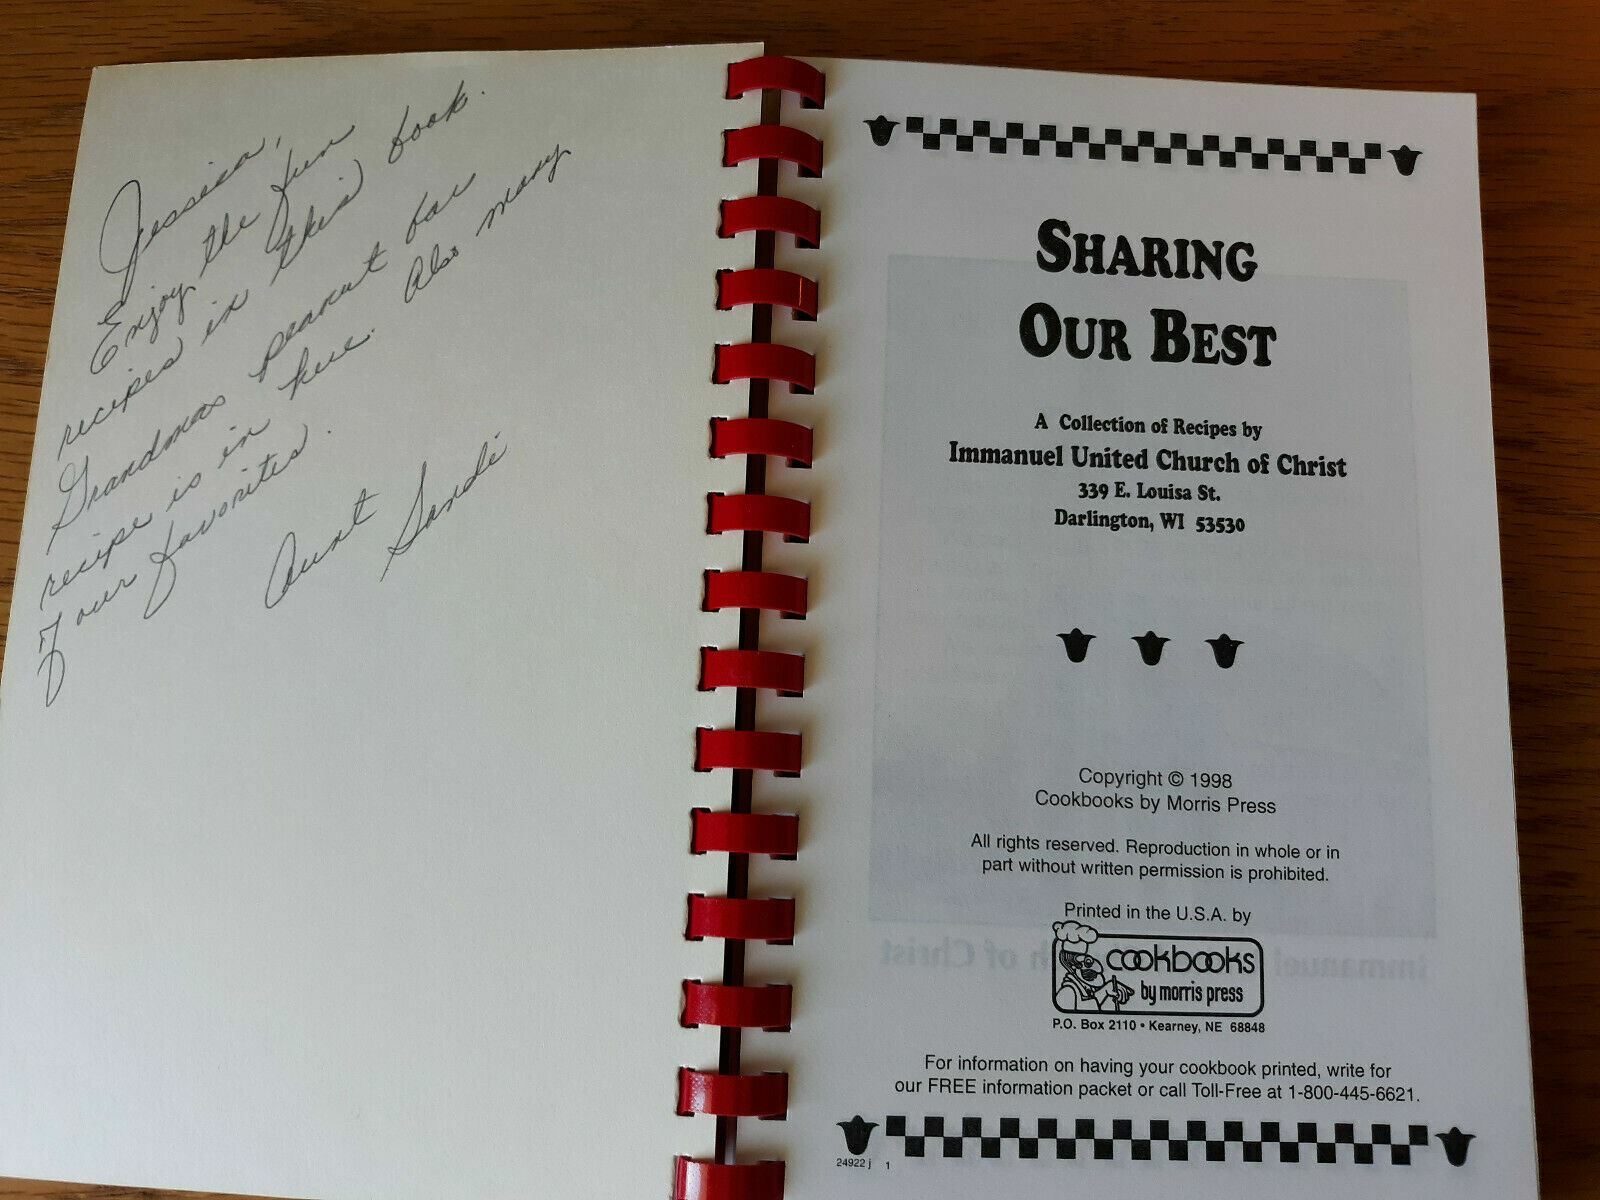 Jessica,
Enjoy the fun
recipes in this book.
Grandmas peanut bar
recipe is in here. Also many
of our favorites.
Aunt Sandi
SHARING
OUR BEST
A Collection of Recipes by
Immanuel United Church of Christ
339 E. Louisa St.
Darlington, WI 53530
Copyright © 1998
Cookbooks by Morris Press
All rights reserved. Reproduction in whole or in
part without written permission is prohibited.
Printed in the U.S.A. by
cookbooks
by morris press
P.O. Box 2110 • Kearney, NE 68848
For information on having your cookbook printed, write for
our FREE information packet or call Toll-Free at 1-800-445-6621.
24922 j 1